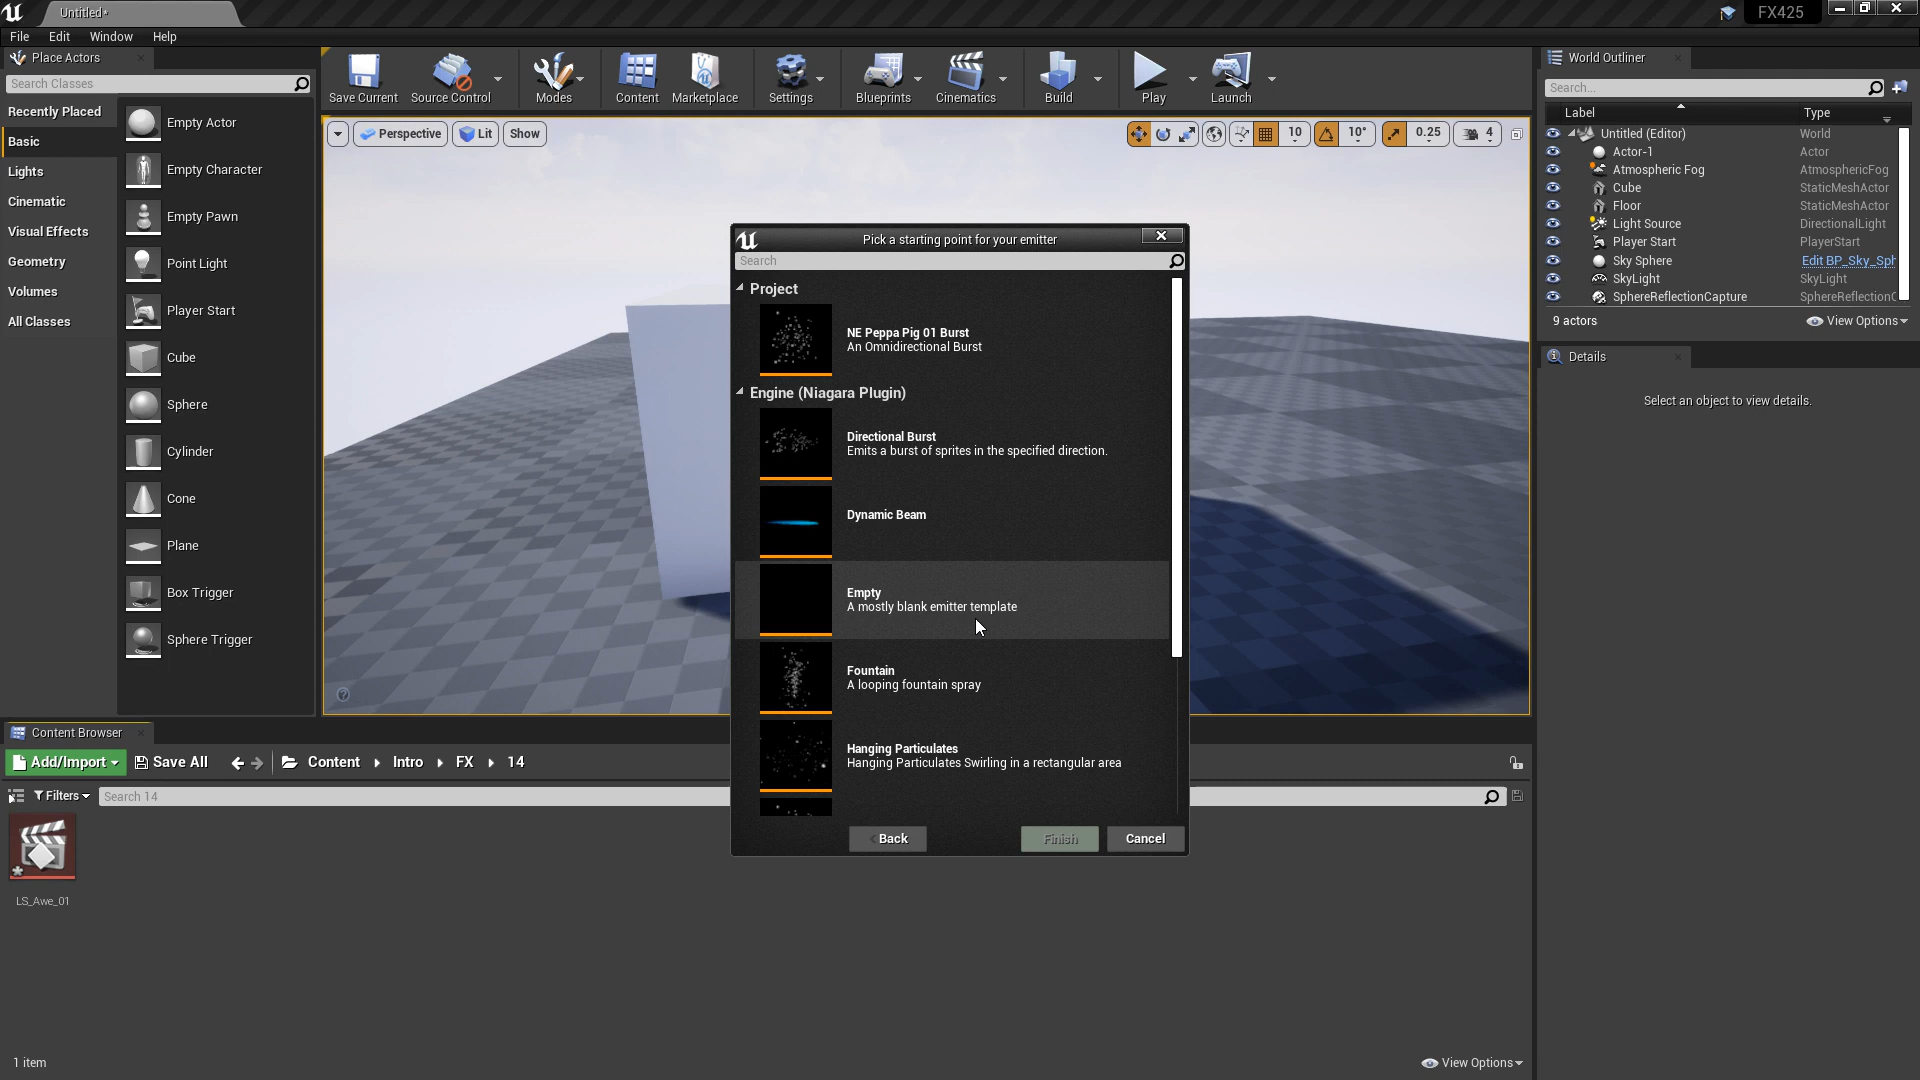 Untitled*
FX425
File Edit Window Help
Place Actors
Search Classes
Recently Placed
Basic
Lights
Cinematic
Visual Effects
Geometry
Volumes
All Classes
Empty Actor
Empty Character
Empty Pawn
Point Light
Player Start
Cube
Sphere
Cylinder
Cone
Plane
Box Trigger
Sphere Trigger
Save Current Source Control Modes Content Marketplace Settings Blueprints Cinematics Build Play Launch
Perspective Lit Show
10 10° 0.25 4
Pick a starting point for your emitter
Search
Project
NE Peppa Pig 01 Burst
An Omnidirectional Burst
Engine (Niagara Plugin)
Directional Burst
Emits a burst of sprites in the specified direction.
Dynamic Beam
Empty
A mostly blank emitter template
Fountain
A looping fountain spray
Hanging Particulates
Hanging Particulates Swirling in a rectangular area
Back Finish Cancel
World Outliner
Search...
Label Type
Untitled (Editor) World
Actor-1 Actor
Atmospheric Fog AtmosphericFog
Cube StaticMeshActor
Floor StaticMeshActor
Light Source DirectionalLight
Player Start PlayerStart
Sky Sphere Edit BP_Sky_Sph
SkyLight SkyLight
SphereReflectionCapture SphereReflectionC
9 actors View Options
Details
Select an object to view details.
Content Browser
Add/Import Save All Content Intro FX 14
Filters Search 14
LS_Awe_01
1 item View Options